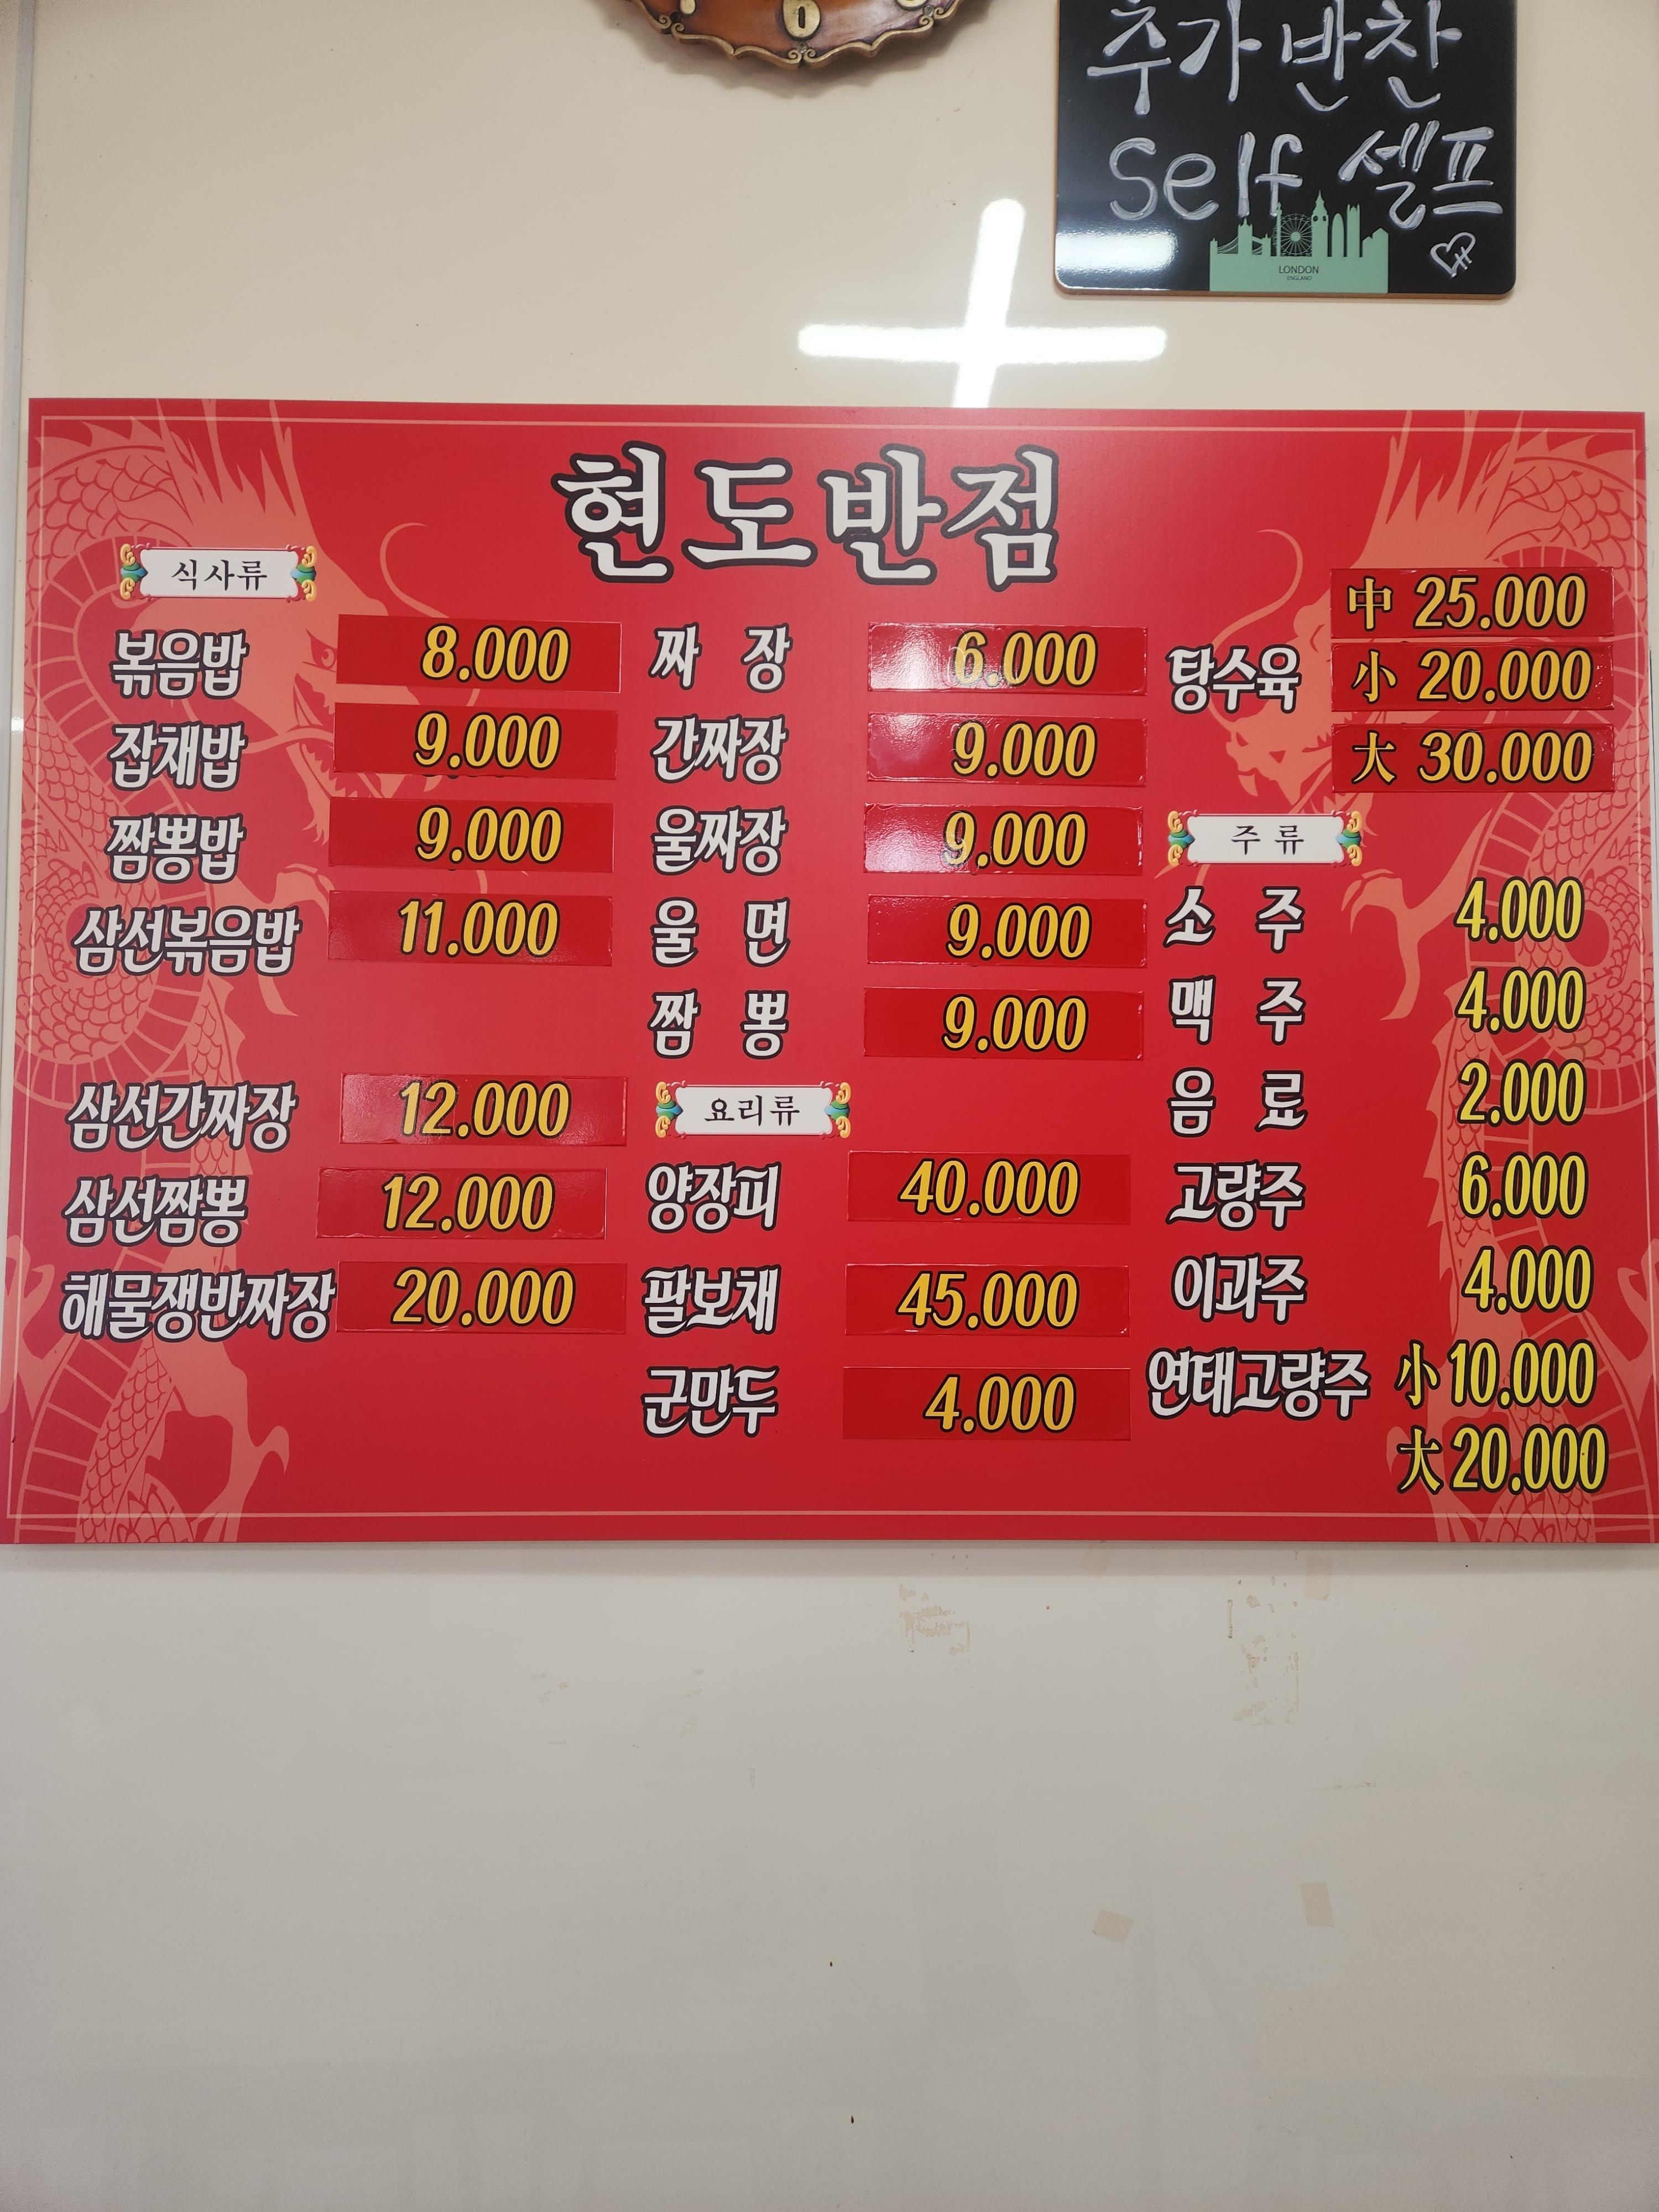 추가반찬
Self 셀프
LONDON
ENGLAND
현도반점
식사류
볶음밥 8.000
잡채밥 9.000
짬뽕밥 9.000
삼선볶음밥 11.000
삼선간짜장 12.000
삼선짬뽕 12.000
해물쟁반짜장 20.000
짜 장 6.000
간짜장 9.000
울짜장 9.000
울 면 9.000
짬 뽕 9.000
요리류
양장피 40.000
팔보채 45.000
군만두 4.000
中 25.000
탕수육 小 20.000
大 30.000
주류
소 주 4.000
맥 주 4.000
음 료 2.000
고량주 6.000
이과주 4.000
연태고량주 小 10.000
大 20.000